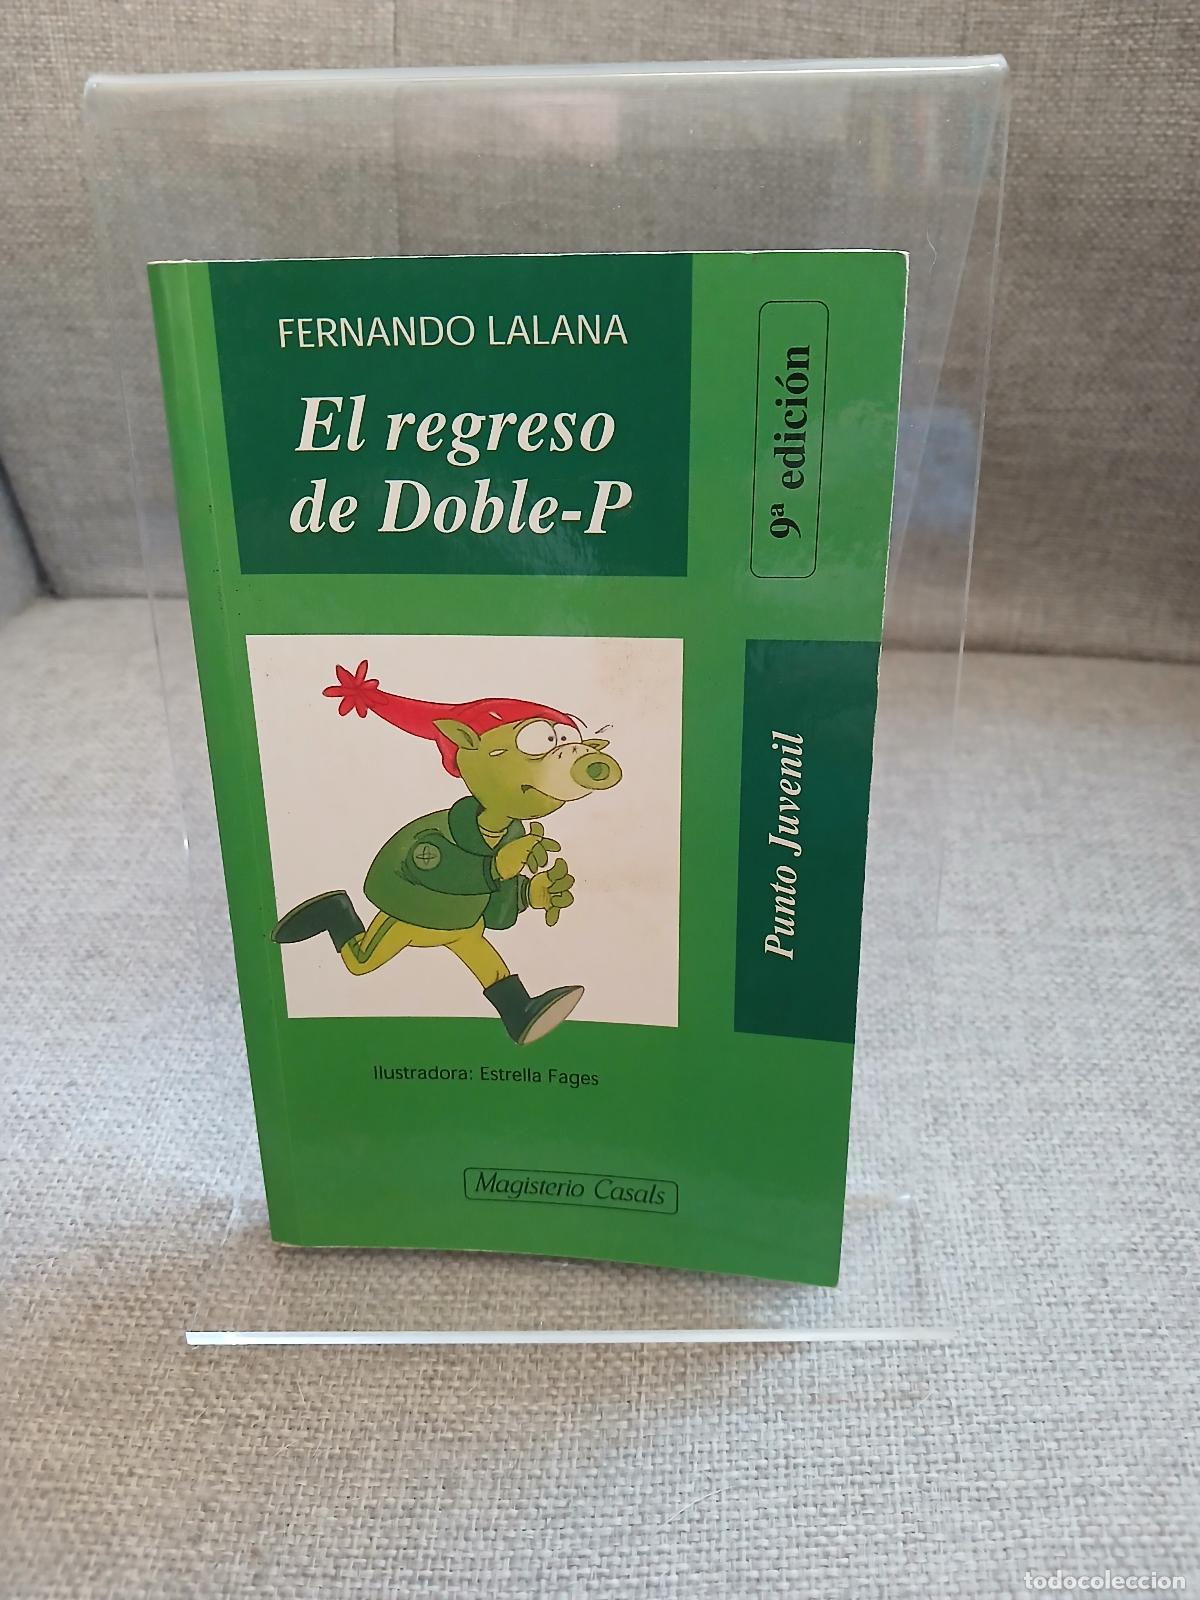 FERNANDO LALANA
El regreso
de Doble-P
9ª edición
Punto Juvenil
Ilustradora: Estrella Fages
Magisterio Casals
todocoleccion